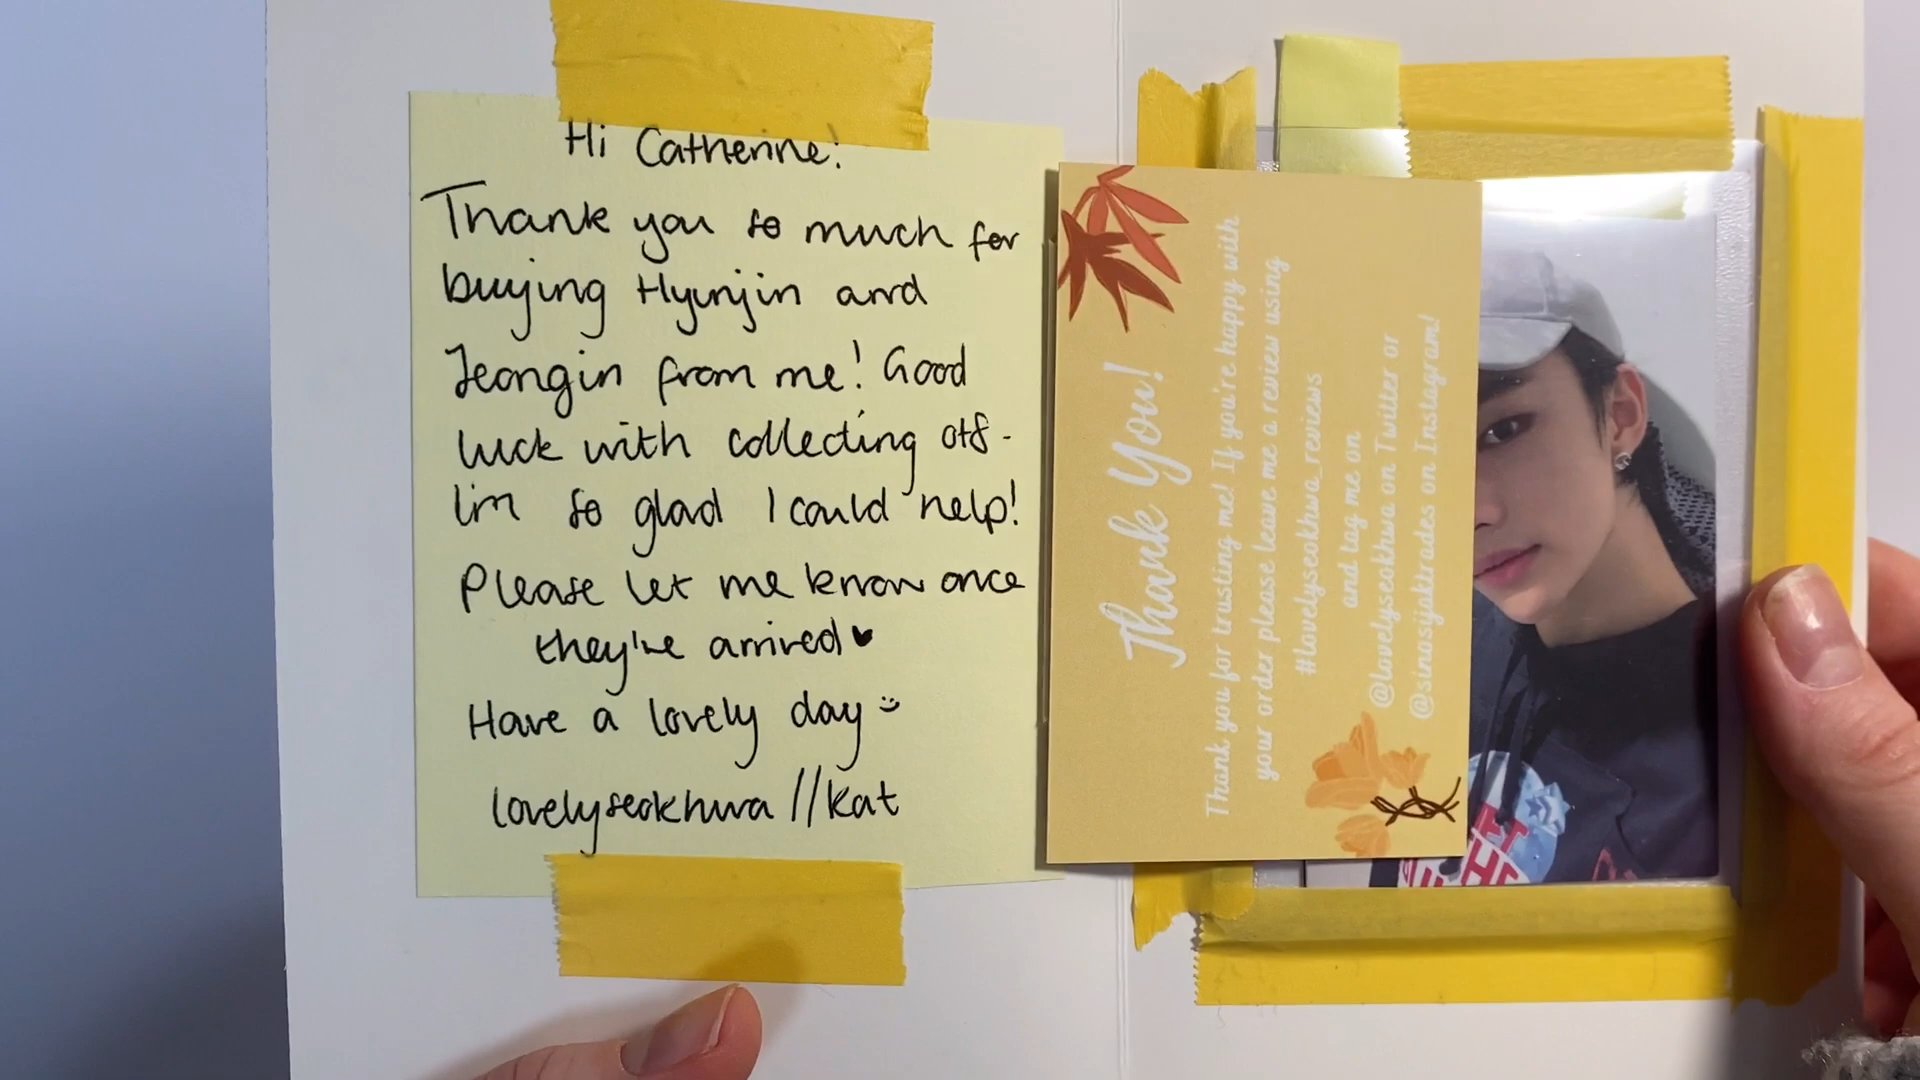 Hi Catherine!
Thank you so much for
buying Hyunjin and
Jeongin from me! Good
luck with collecting ot8 -
I'm so glad I could help!
Please let me know once
they've arrived♥
Have a lovely day
lovelyseokhwa //Kat
Thank You!
Thank you for trusting me! If you're happy with
your order please leave me a review using
#lovelyseokhwa_reviews
and tag me on
@lovelyseokhwa on Twitter or
@sinosijaktrades on Instagram!